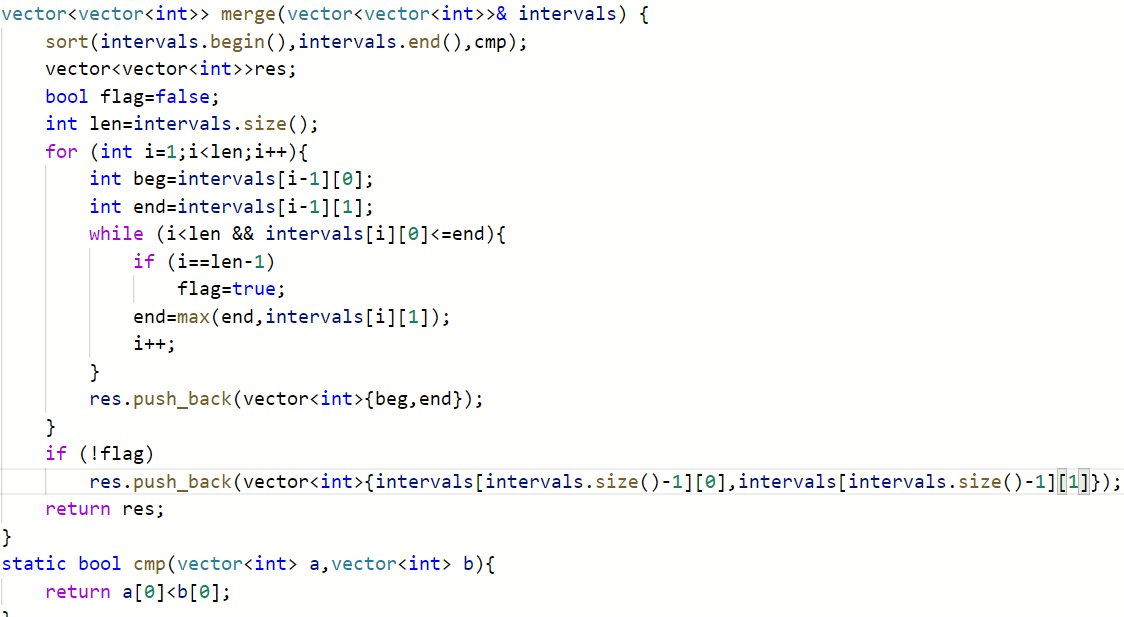 vector<vector<int>> merge(vector<vector<int>>& intervals) {
    sort(intervals.begin(),intervals.end(),cmp);
    vector<vector<int>>res;
    bool flag=false;
    int len=intervals.size();
    for (int i=1;i<len;i++){
        int beg=intervals[i-1][0];
        int end=intervals[i-1][1];
        while (i<len && intervals[i][0]<=end){
            if (i==len-1)
                flag=true;
            end=max(end,intervals[i][1]);
            i++;
        }
        res.push_back(vector<int>{beg,end});
    }
    if (!flag)
        res.push_back(vector<int>{intervals[intervals.size()-1][0],intervals[intervals.size()-1][1]});
    return res;
}
static bool cmp(vector<int> a,vector<int> b){
    return a[0]<b[0];
}